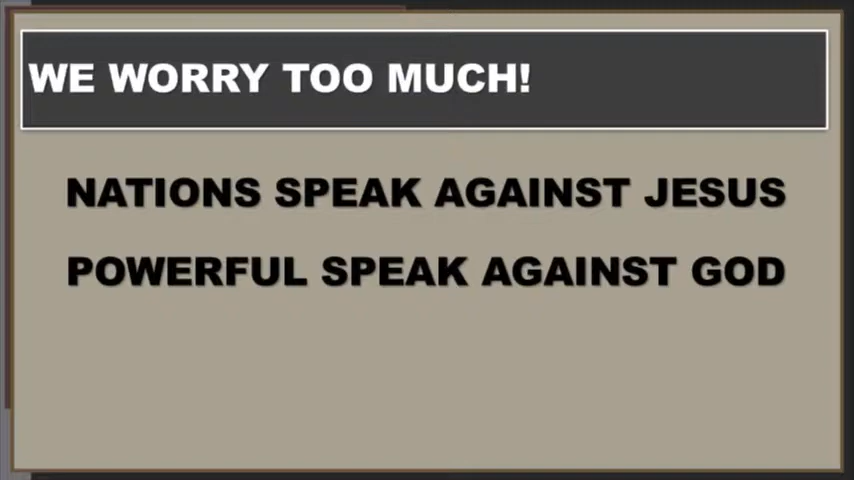 WE WORRY TOO MUCH!
NATIONS SPEAK AGAINST JESUS
POWERFUL SPEAK AGAINST GOD